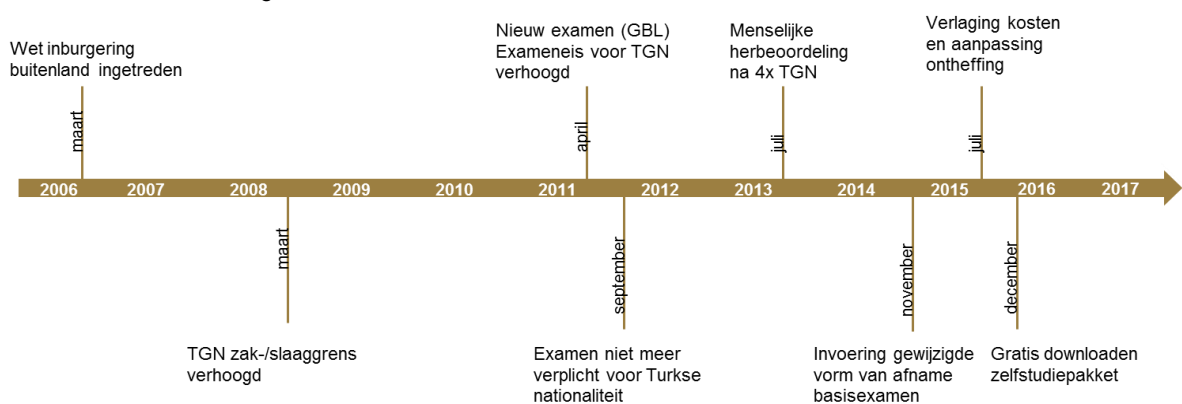 Wet inburgering
buitenland ingetreden
Nieuw examen (GBL)
Exameneis voor TGN
verhoogd
Menselijke
herbeoordeling
na 4x TGN
Verlaging kosten
en aanpassing
ontheffing
maart
april
juli
juli
2006 2007 2008 2009 2010 2011 2012 2013 2014 2015 2016 2017
maart
september
november
december
TGN zak-/slaaggrens
verhoogd
Examen niet meer
verplicht voor Turkse
nationaliteit
Invoering gewijzigde
vorm van afname
basisexamen
Gratis downloaden
zelfstudiepakket